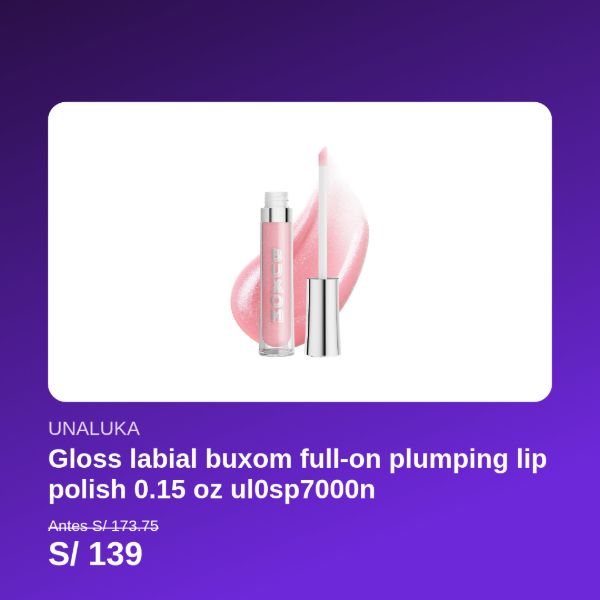 BUXOM
UNALUKA
Gloss labial buxom full-on plumping lip
polish 0.15 oz ul0sp7000n
Antes S/ 173.75
S/ 139